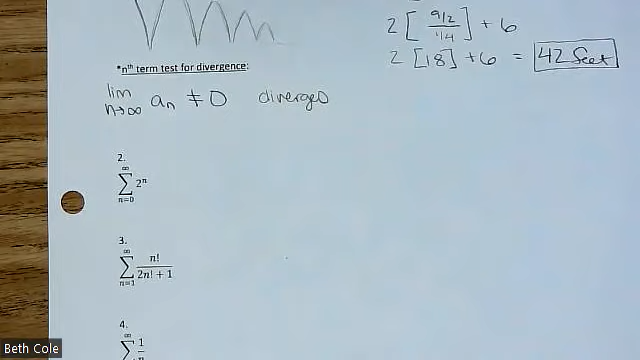 2 [ 9/2 / 1/4 ] + 6
2 [18] + 6 = 42 feet
*nth term test for divergence:
lim n→∞ aₙ ≠ 0 diverges
2.
∞ ∑ n=0 2ⁿ
3.
∞ ∑ n=1 n! / 2n! + 1
4.
∞ ∑ 1 / n
Beth Cole